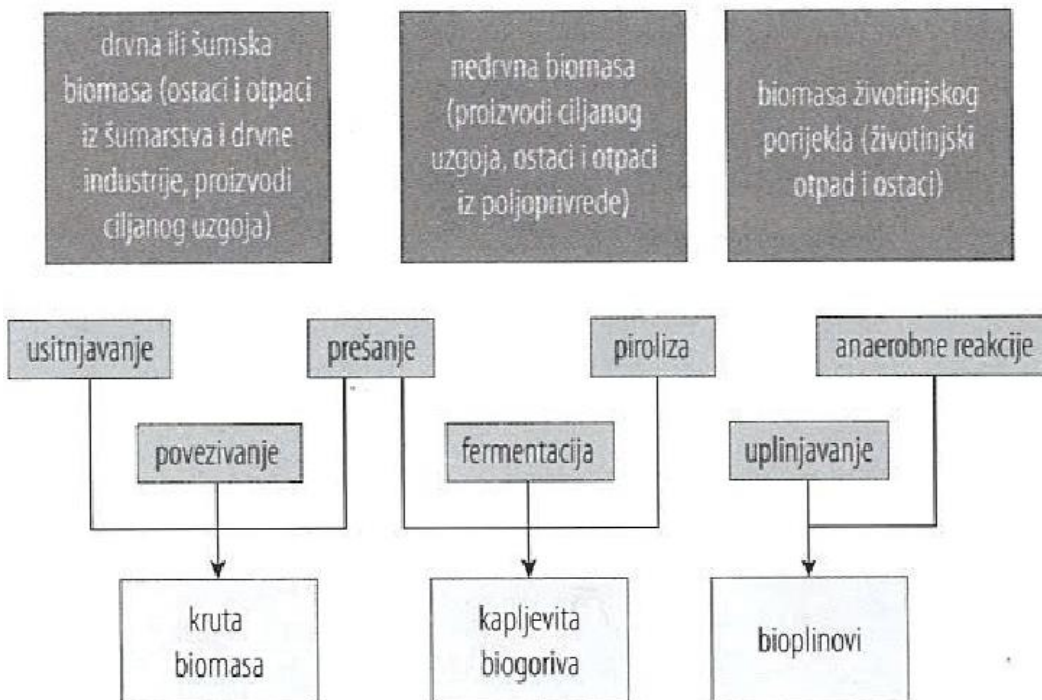 drvna ili šumska
biomasa (ostaci i otpaci
iz šumarstva i drvne
industrije, proizvodi
ciljanog uzgoja)
nedrvna biomasa
(proizvodi ciljanog
uzgoja, ostaci i otpaci
iz poljoprivrede)
biomasa životinjskog
porijekla (životinjski
otpad i ostaci)
usitnjavanje
prešanje
piroliza
anaerobne reakcije
povezivanje
fermentacija
uplinjavanje
kruta
biomasa
kapljevita
biogoriva
bioplinovi